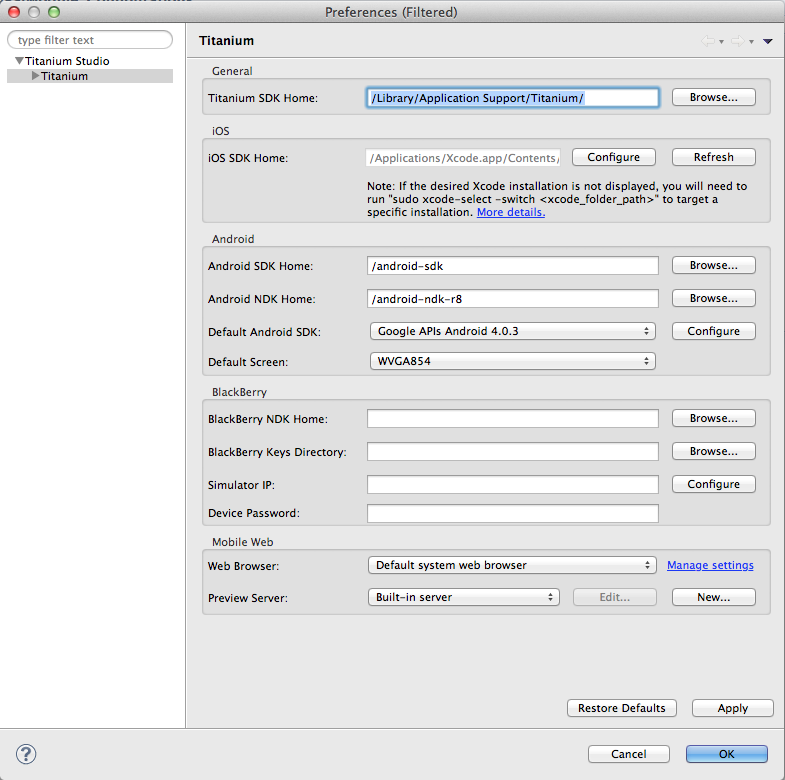 Preferences (Filtered)
type filter text
Titanium Studio
Titanium
Titanium
General
Titanium SDK Home: /Library/Application Support/Titanium/ Browse...
iOS
iOS SDK Home: /Applications/Xcode.app/Contents/ Configure Refresh
Note: If the desired Xcode installation is not displayed, you will need to
run "sudo xcode-select -switch <xcode_folder_path>" to target a
specific installation. More details.
Android
Android SDK Home: /android-sdk Browse...
Android NDK Home: /android-ndk-r8 Browse...
Default Android SDK: Google APIs Android 4.0.3 Configure
Default Screen: WVGA854
BlackBerry
BlackBerry NDK Home: Browse...
BlackBerry Keys Directory: Browse...
Simulator IP: Configure
Device Password:
Mobile Web
Web Browser: Default system web browser Manage settings
Preview Server: Built-in server Edit... New...
Restore Defaults Apply
? Cancel OK